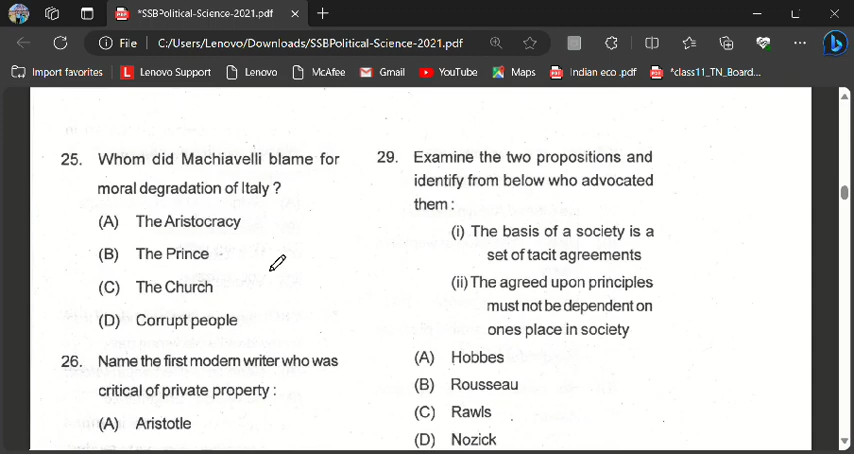 *SSBPolitical-Science-2021.pdf
File C:/Users/Lenovo/Downloads/SSBPolitical-Science-2021.pdf
Import favorites Lenovo Support Lenovo McAfee Gmail YouTube Maps Indian eco .pdf *class11_TN_Board...
25. Whom did Machiavelli blame for
moral degradation of Italy ?
(A) The Aristocracy
(B) The Prince
(C) The Church
(D) Corrupt people
26. Name the first modern writer who was
critical of private property :
(A) Aristotle
29. Examine the two propositions and
identify from below who advocated
them :
(i) The basis of a society is a
set of tacit agreements
(ii) The agreed upon principles
must not be dependent on
ones place in society
(A) Hobbes
(B) Rousseau
(C) Rawls
(D) Nozick